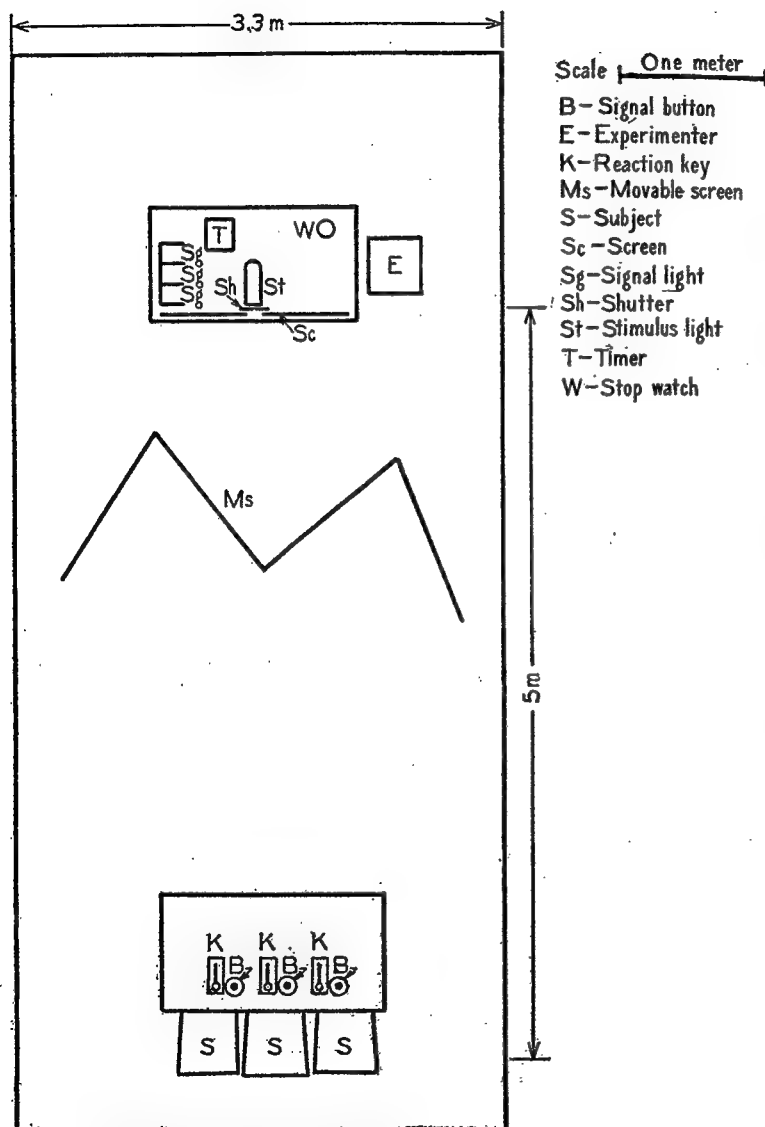 3.3 m
Scale One meter
B-Signal button
E-Experimenter
K-Reaction key
Ms-Movable screen
S-Subject
Sc-Screen
Sg-Signal light
Sh-Shutter
St-Stimulus light
T-Timer
W-Stop watch
T WO
Sg
Sg
Sg
E
Sh St
Sc
Ms
5m
K K K
B B B
S S S